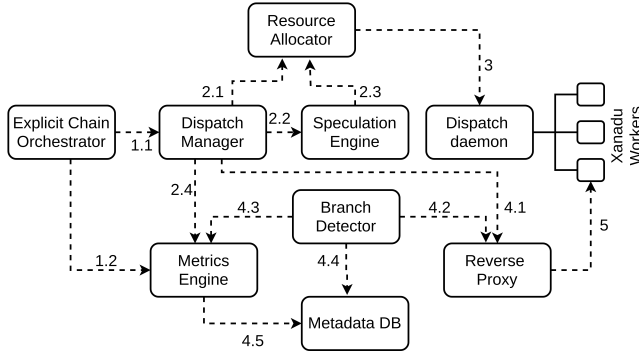 Resource
Allocator
3
2.1
2.3
Explicit Chain
Orchestrator
1.1
Dispatch
Manager
2.2
Speculation
Engine
Dispatch
daemon
Xanadu
Workers
2.4
4.3
Branch
Detector
4.2
4.1
5
1.2
Metrics
Engine
4.4
Reverse
Proxy
4.5
Metadata DB